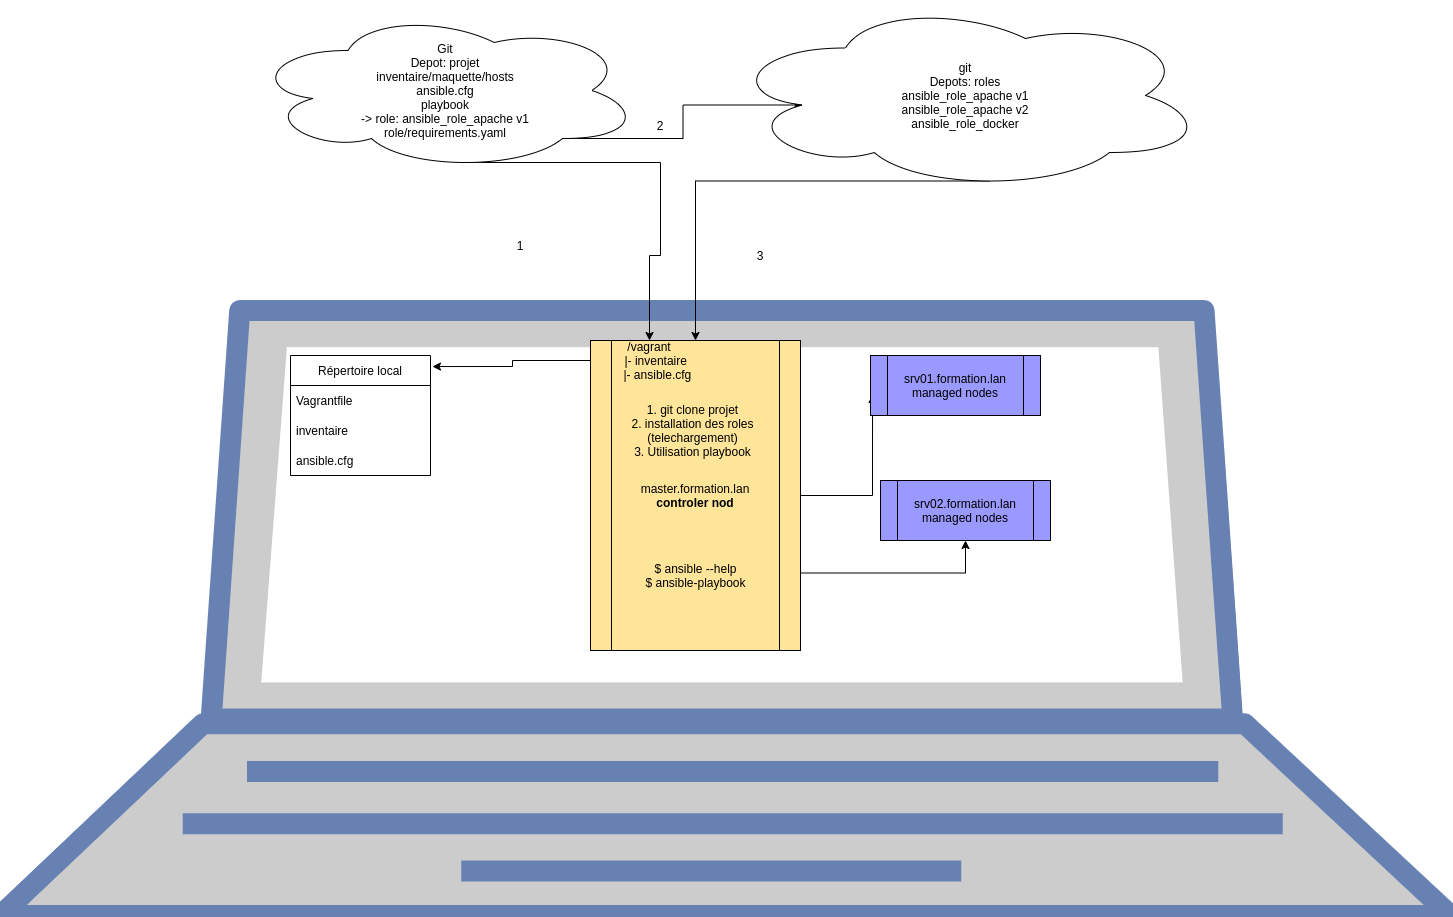 Git
Depot: projet
inventaire/maquette/hosts
ansible.cfg
playbook
-> role: ansible_role_apache v1
role/requirements.yaml
git
Depots: roles
ansible_role_apache v1
ansible_role_apache v2
ansible_role_docker
2
1
3
Répertoire local
Vagrantfile
inventaire
ansible.cfg
/vagrant
|- inventaire
|- ansible.cfg
1. git clone projet
2. installation des roles
(telechargement)
3. Utilisation playbook
master.formation.lan
controler nod
$ ansible --help
$ ansible-playbook
srv01.formation.lan
managed nodes
srv02.formation.lan
managed nodes